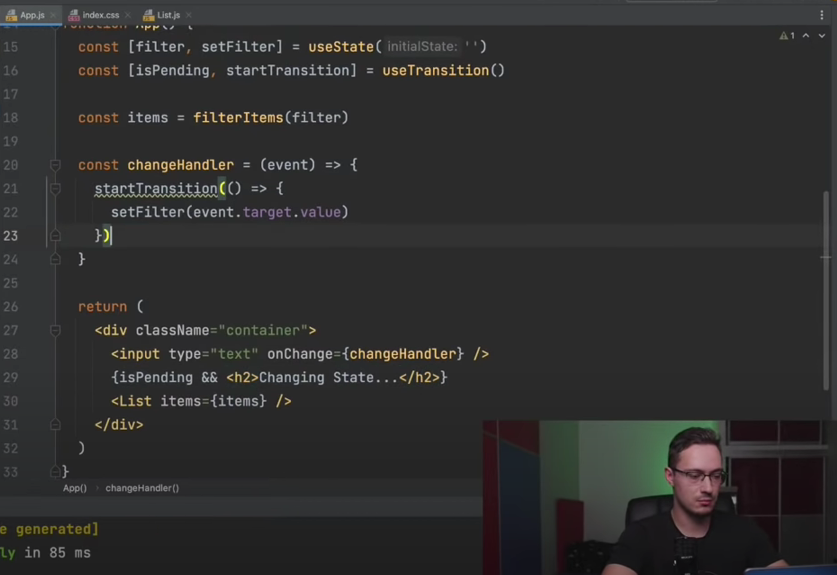 App.js
index.css
List.js
1
function App() {
15 const [filter, setFilter] = useState( initialState: '')
16 const [isPending, startTransition] = useTransition()
17
18 const items = filterItems(filter)
19
20 const changeHandler = (event) => {
21 startTransition(() => {
22 setFilter(event.target.value)
23 })
24 }
25
26 return (
27 <div className="container">
28 <input type="text" onChange={changeHandler} />
29 {isPending && <h2>Changing State...</h2>}
30 <List items={items} />
31 </div>
32 )
33 }
App() › changeHandler()
e generated]
ly in 85 ms